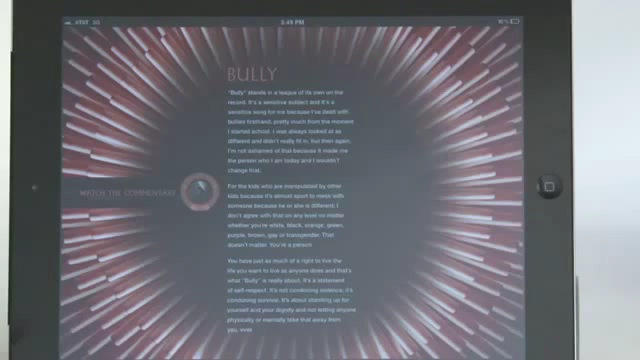 AT&T 3G
3:49 PM
BULLY
"Bully" stands in a league of its own on the
record. It's a sensitive subject and it's a
sensitive song for me because I've dealt with
bullies firsthand, pretty much from the moment
I started school. I was always looked at as
different and didn't really fit in, but then again,
I'm not ashamed of that because it made me
the person who I am today and I wouldn't
change that.
For the kids who are manipulated by other
kids because it's almost sport to mess with
someone because he or she is different; I
don't agree with that on any level no matter
whether you're white, black, orange, green,
purple, brown, gay or transgender. That
doesn't matter. You're a person.
You have just as much of a right to live the
life you want to live as anyone does and that's
what "Bully" is really about. It's a statement
of self-respect. It's not condoning violence, it's
condoning survival. It's about standing up for
yourself and your dignity and not letting anyone
physically or mentally take that away from
you, ever.
WATCH THE COMMENTARY